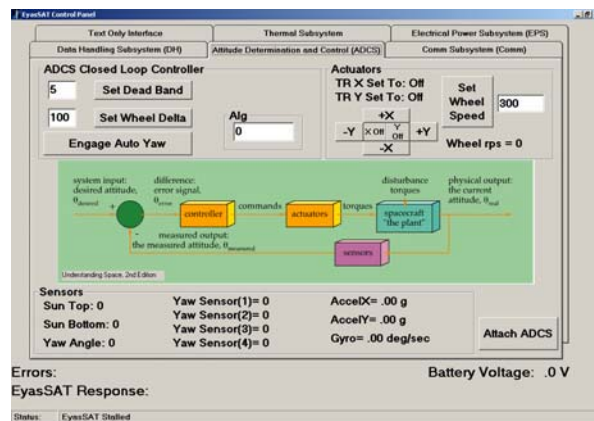 EyasSAT Control Panel
Text Only Interface
Thermal Subsystem
Electrical Power Subsystem (EPS)
Data Handling Subsystem (DH)
Attitude Determination and Control (ADCS)
Comm Subsystem (Comm)
ADCS Closed Loop Controller
5
Set Dead Band
100
Set Wheel Delta
Engage Auto Yaw
Alg
0
Actuators
TR X Set To: Off
TR Y Set To: Off
+X
-Y
X Off
Y Off
+Y
-X
Set Wheel Speed
300
Wheel rps = 0
system input: desired attitude, θdesired
difference: error signal, θerror
disturbance torques
physical output: the current attitude, θreal
+
controller
commands
actuators
torques
spacecraft "the plant"
-
measured output: the measured attitude, θmeasured
sensors
Understanding Space, 2nd Edition
Sensors
Sun Top: 0
Sun Bottom: 0
Yaw Angle: 0
Yaw Sensor(1)= 0
Yaw Sensor(2)= 0
Yaw Sensor(3)= 0
Yaw Sensor(4)= 0
AccelX= .00 g
AccelY= .00 g
Gyro= .00 deg/sec
Attach ADCS
Errors:
Battery Voltage: .0 V
EyasSAT Response:
Status: EyasSAT Stalled